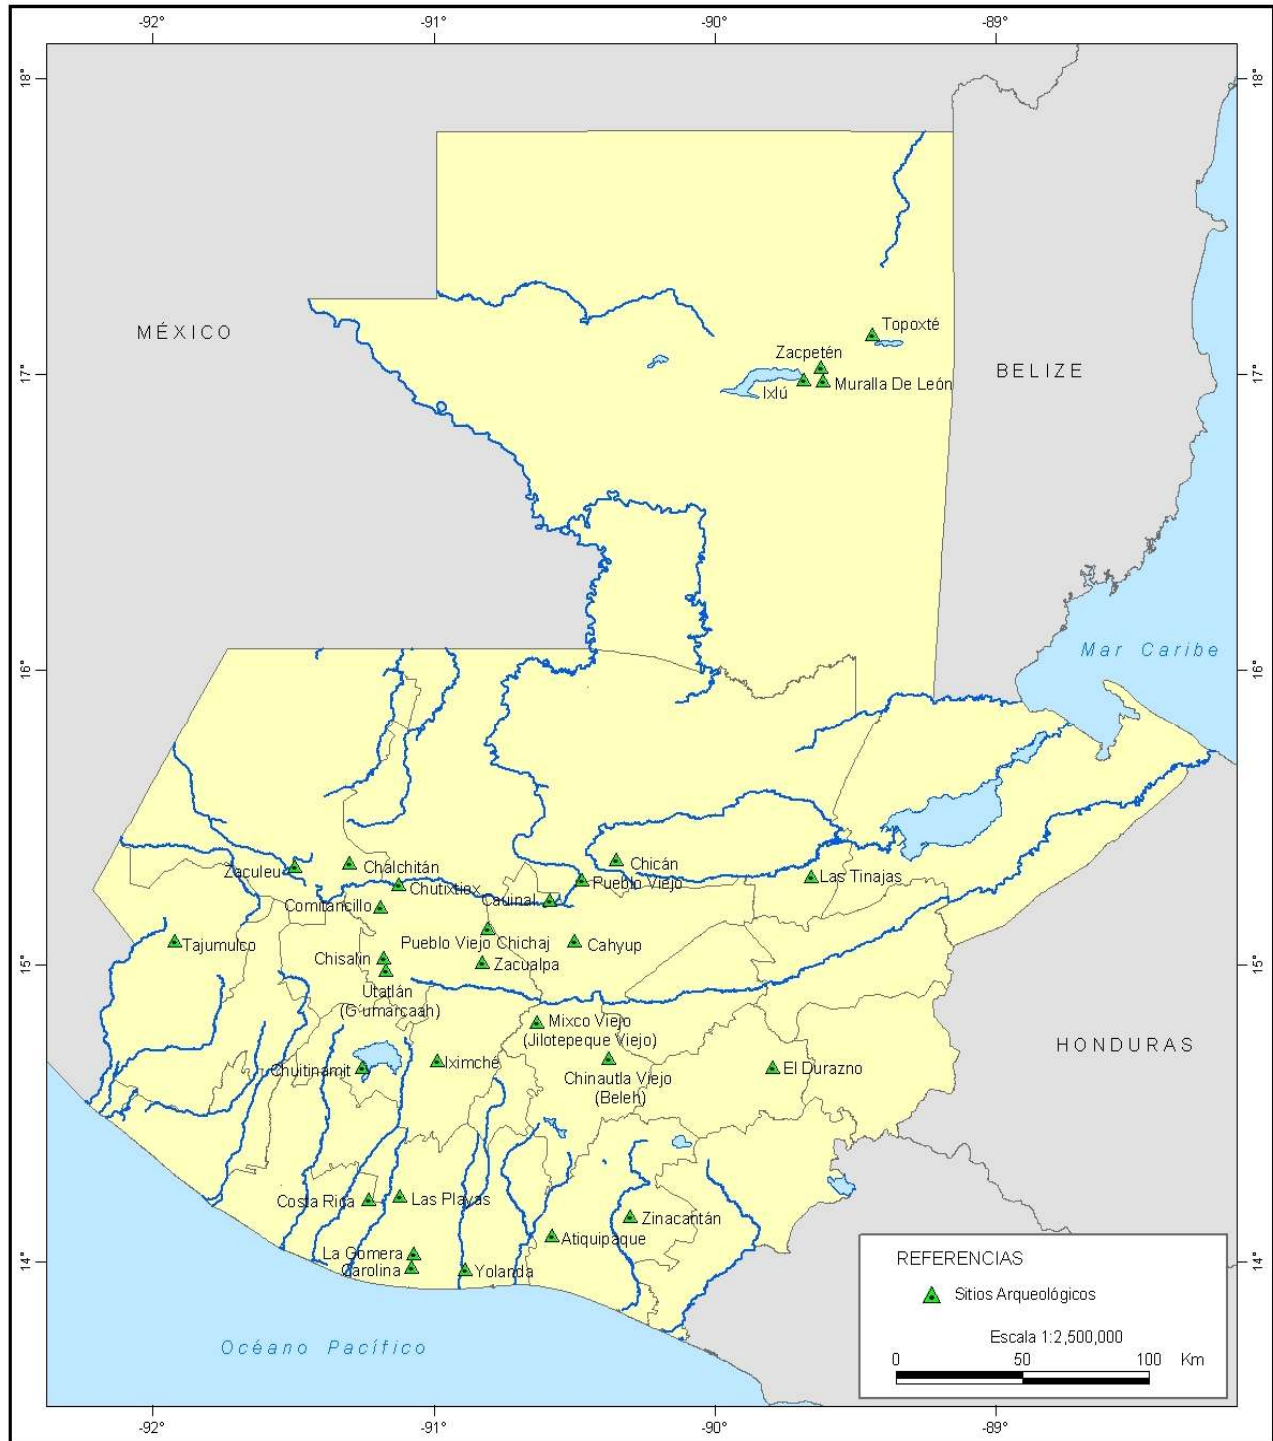 -92°
-91°
-90°
-89°
18°
18°
MÉXICO
Topoxté
Zacpetén
17°
17°
BELIZE
Muralla De León
Ixlú
Mar Caribe
16°
16°
Zaculeu
Chalchitán
Chicán
Chutixtiox
Pueblo Viejo
Las Tinajas
Cauinal
Comitancillo
Tajumulco
Pueblo Viejo Chichaj
Cahyup
Chisalin
Zacualpa
15°
15°
Utatlán
(G´umarcaah)
Mixco Viejo
(Jilotepeque Viejo)
HONDURAS
Chuitinamit
Iximché
El Durazno
Chinautla Viejo
(Beleh)
Costa Rica
Las Playas
Zinacantán
Atiquipaque
La Gomera
14°
14°
Carolina
Yolanda
REFERENCIAS
Sitios Arqueológicos
Escala 1:2,500,000
0 50 100 Km
Océano Pacífico
-92°
-91°
-90°
-89°